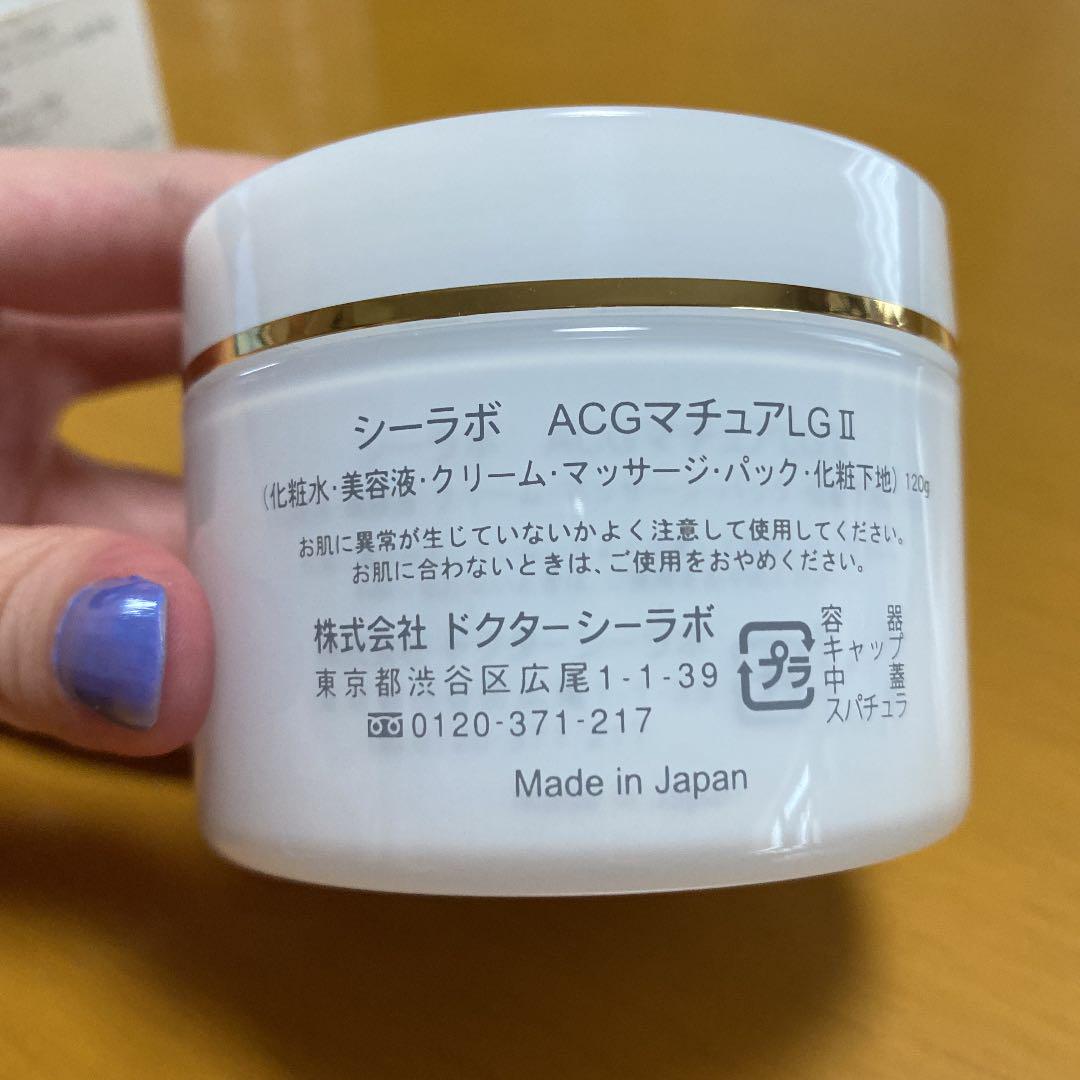 シーラボ ACGマチュアLGⅡ
(化粧水・美容液・クリーム・マッサージ・パック・化粧下地) 120g
お肌に異常が生じていないかよく注意して使用してください。
お肌に合わないときは、ご使用をおやめください。
株式会社 ドクターシーラボ
東京都渋谷区広尾1-1-39
0120-371-217
プラ
容器
キャップ
中蓋
スパチュラ
Made in Japan